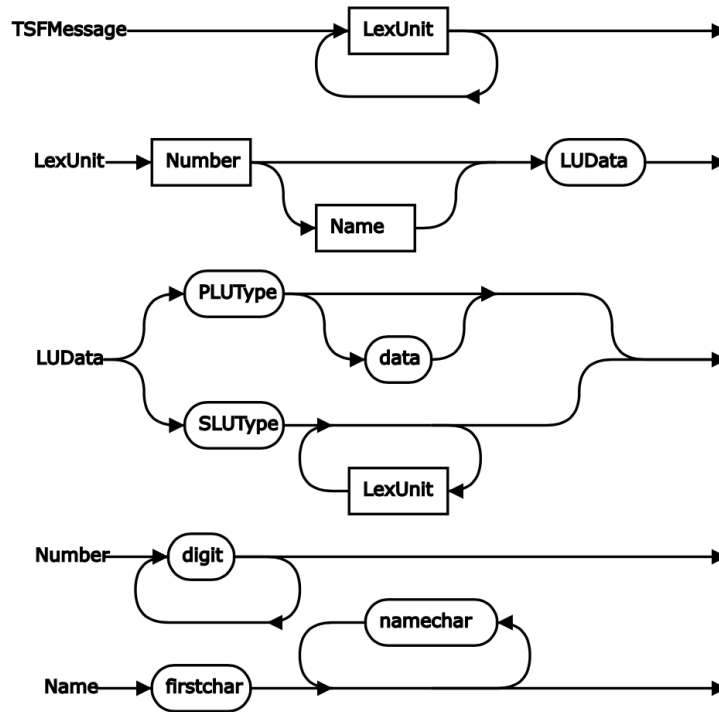 TSFMessage LexUnit
LexUnit Number LUData
Name
PLUType
data
LUData
SLUType
LexUnit
Number digit
namechar
Name firstchar